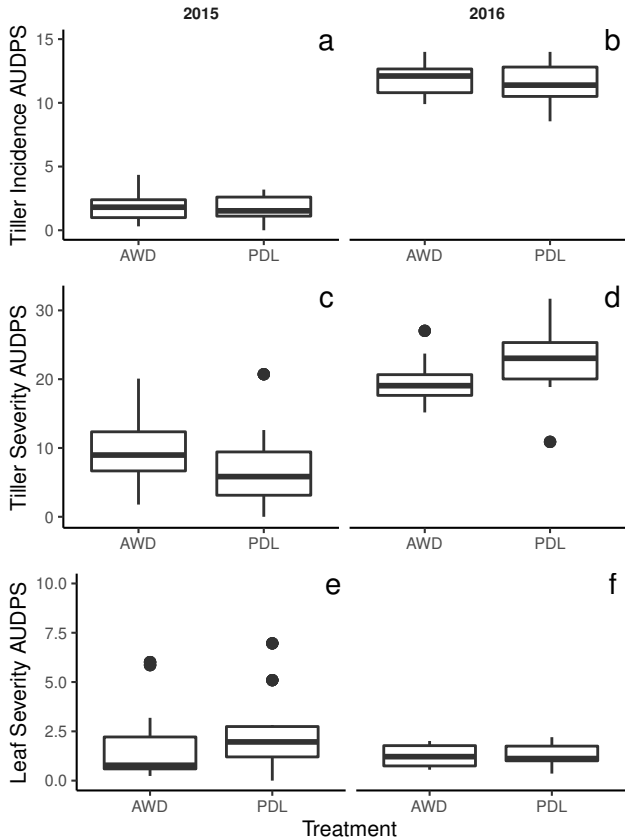 2015
2016
Tiller Incidence AUDPS
15
10
5
0
a
b
AWD
PDL
AWD
PDL
Tiller Severity AUDPS
30
20
10
0
c
d
AWD
PDL
AWD
PDL
Leaf Severity AUDPS
10.0
7.5
5.0
2.5
0.0
e
f
AWD
PDL
AWD
PDL
Treatment